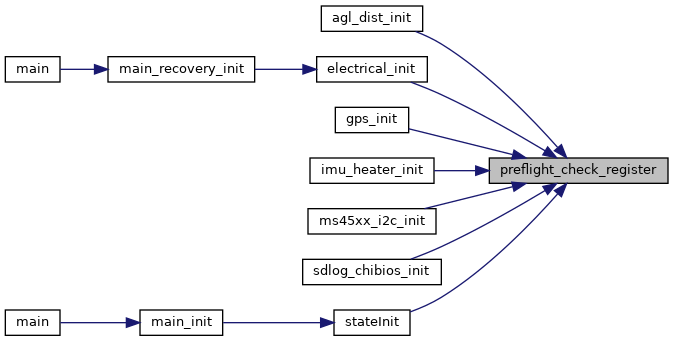 agl_dist_init
main
main_recovery_init
electrical_init
gps_init
imu_heater_init
preflight_check_register
ms45xx_i2c_init
sdlog_chibios_init
main
main_init
stateInit